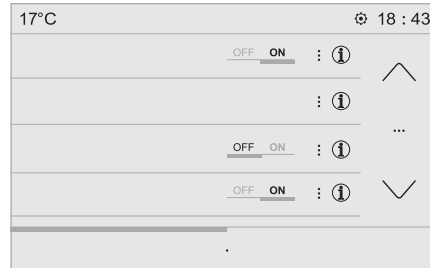 17°C 18 : 43
OFF ON : i
: i
OFF ON : i
...
OFF ON : i
.